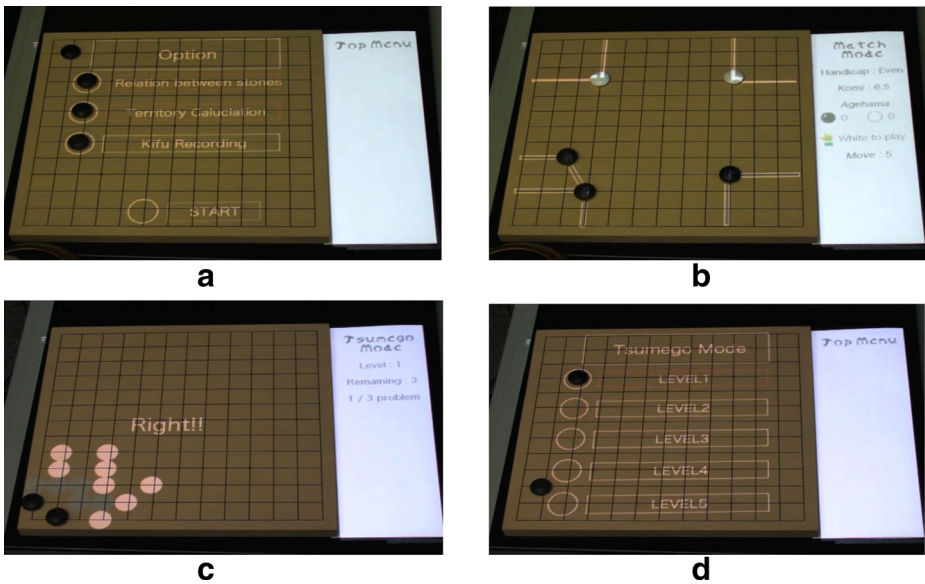 Option
Relation between stones
Territory Caluclation
Kifu Recording
START
Top Menu
a
Match
Mode
Handicap : Even
Komi : 6.5
Agehama
0 0
White to play
Move : 5
b
Right!!
Tsumego
Mode
Level : 1
Remaining : 3
1 / 3 problem
c
Tsumego Mode
LEVEL1
LEVEL2
LEVEL3
LEVEL4
LEVEL5
Top Menu
d